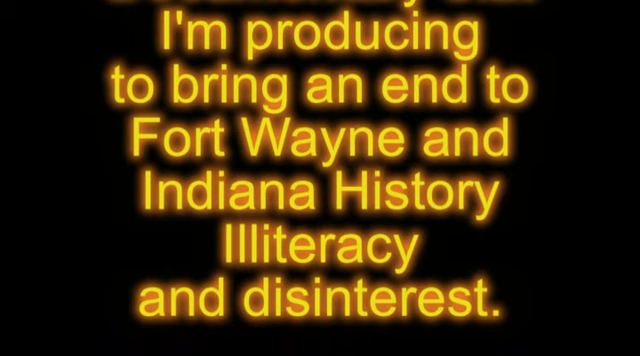 I'm producing
to bring an end to
Fort Wayne and
Indiana History
Illiteracy
and disinterest.